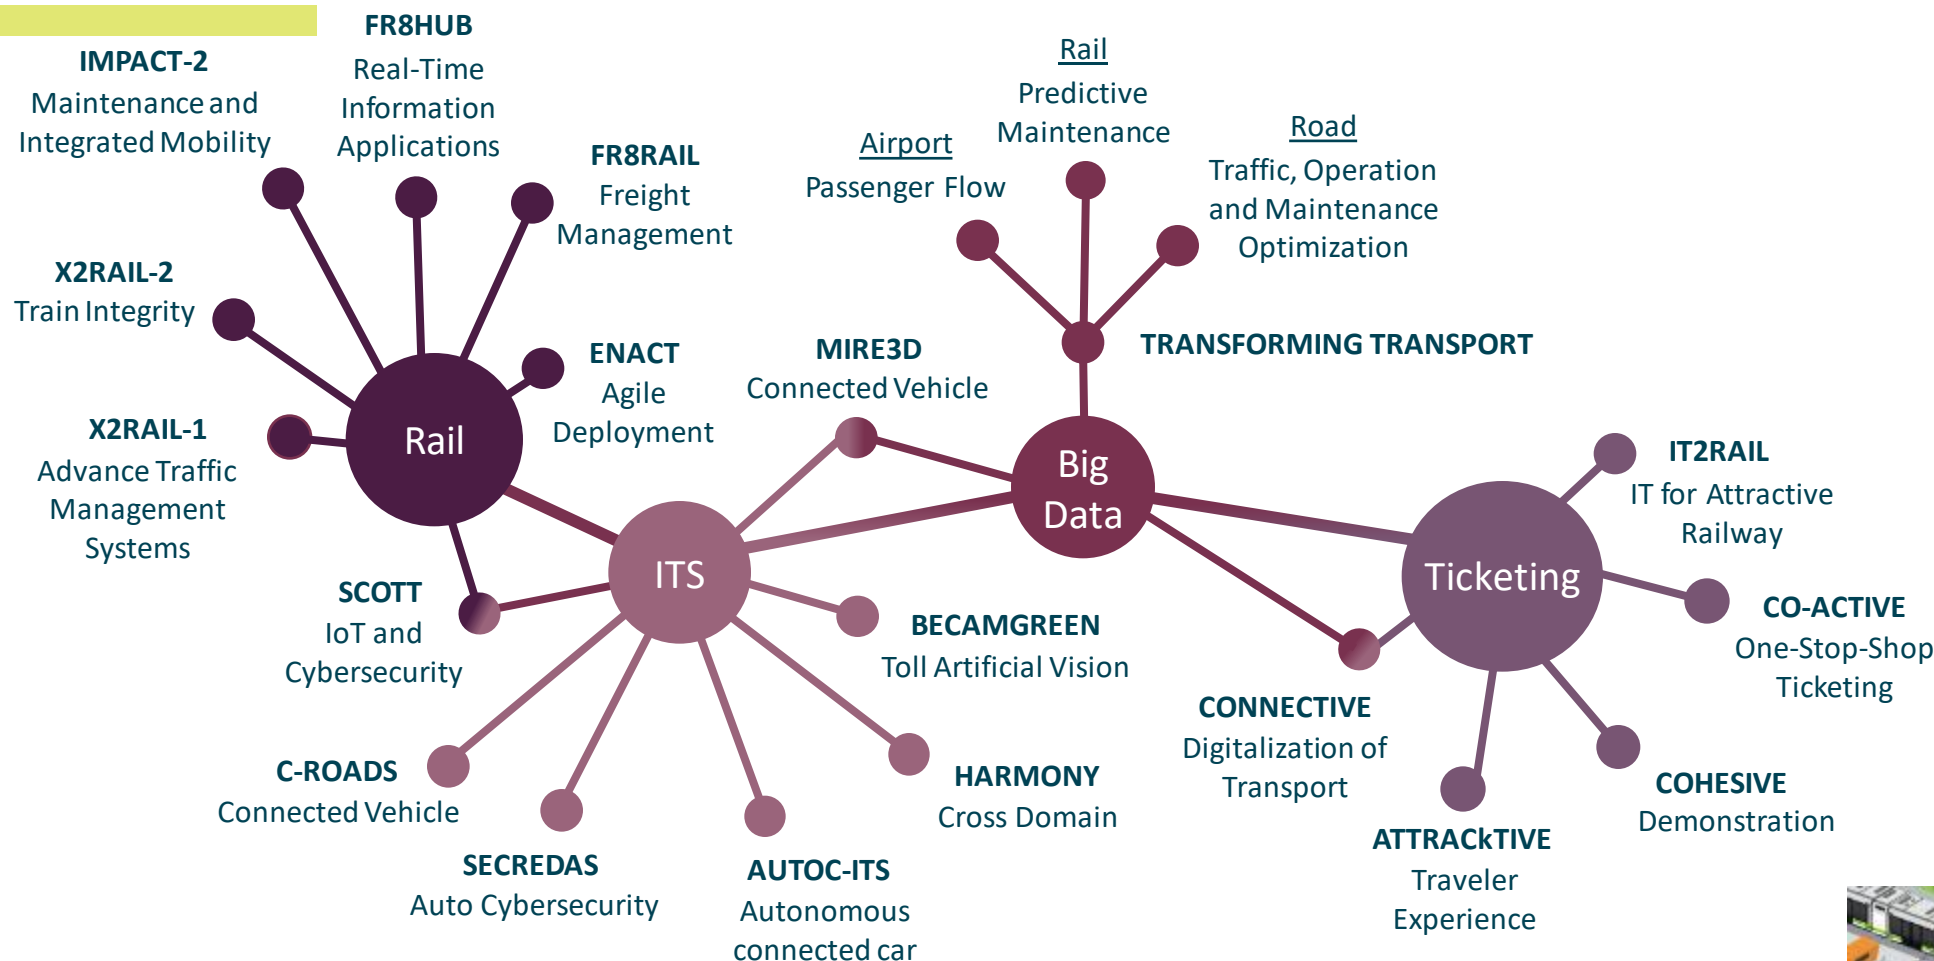 FR8HUB
Real-Time
Information
Applications
IMPACT-2
Maintenance and
Integrated Mobility
FR8RAIL
Freight
Management
X2RAIL-2
Train Integrity
ENACT
Agile
Deployment
X2RAIL-1
Advance Traffic
Management
Systems
Rail
SCOTT
IoT and
Cybersecurity
Rail
Predictive
Maintenance
Airport
Passenger Flow
Road
Traffic, Operation
and Maintenance
Optimization
TRANSFORMING TRANSPORT
MIRE3D
Connected Vehicle
Big
Data
ITS
BECAMGREEN
Toll Artificial Vision
C-ROADS
Connected Vehicle
SECREDAS
Auto Cybersecurity
AUTOC-ITS
Autonomous
connected car
HARMONY
Cross Domain
Ticketing
IT2RAIL
IT for Attractive
Railway
CO-ACTIVE
One-Stop-Shop
Ticketing
CONNECTIVE
Digitalization of
Transport
COHESIVE
Demonstration
ATTRACkTIVE
Traveler
Experience